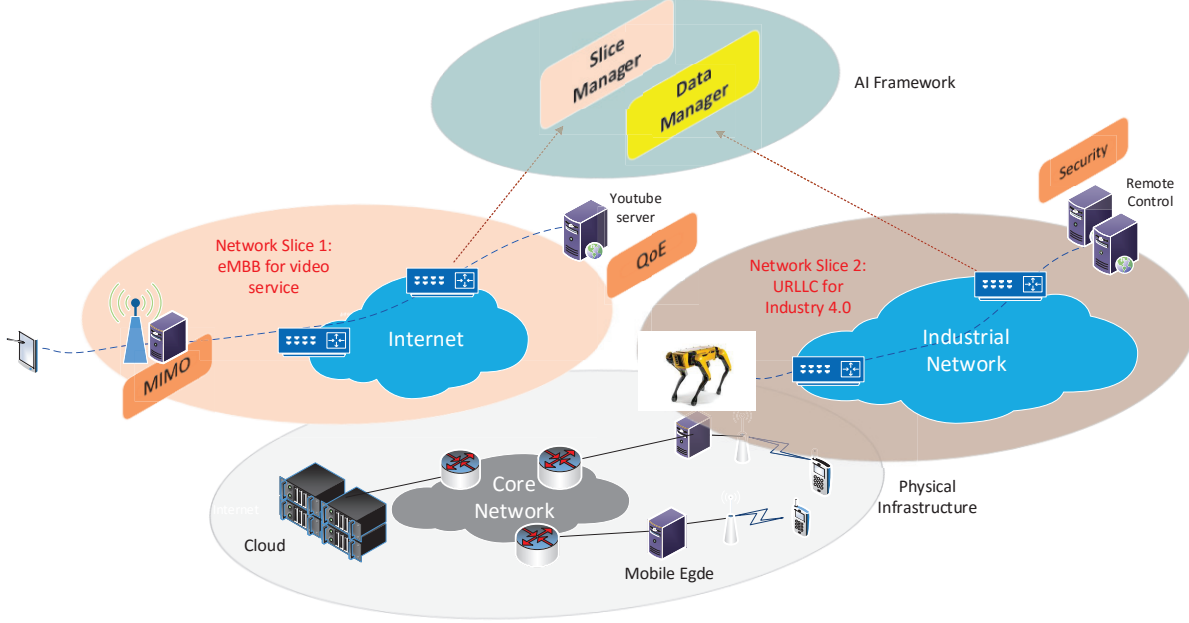 Slice
Manager
Data
Manager
AI Framework
Security
Remote
Control
Youtube
server
QoE
Network Slice 1:
eMBB for video
service
Network Slice 2:
URLLC for
Industry 4.0
Internet
Industrial
Network
MIMO
Core
Network
Internet
Cloud
Mobile Egde
Physical
Infrastructure